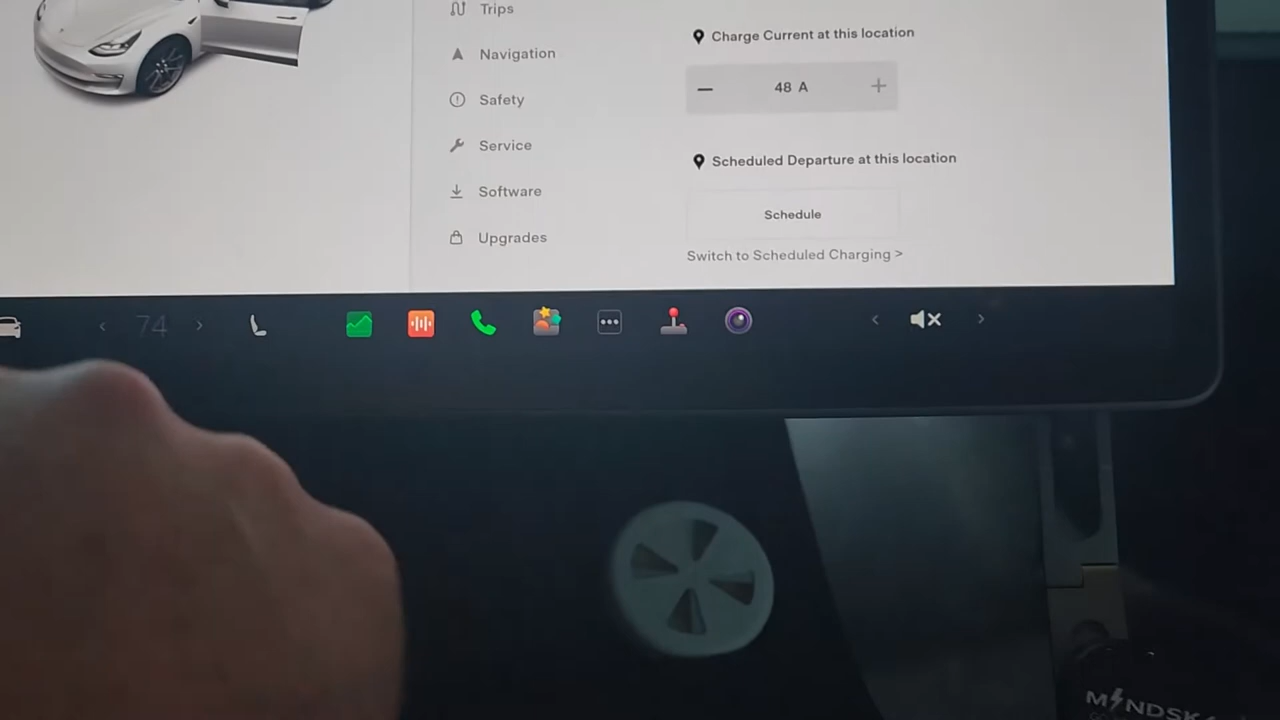 Trips
Navigation
Safety
Service
Software
Upgrades
Charge Current at this location
48 A
Scheduled Departure at this location
Schedule
Switch to Scheduled Charging >
74